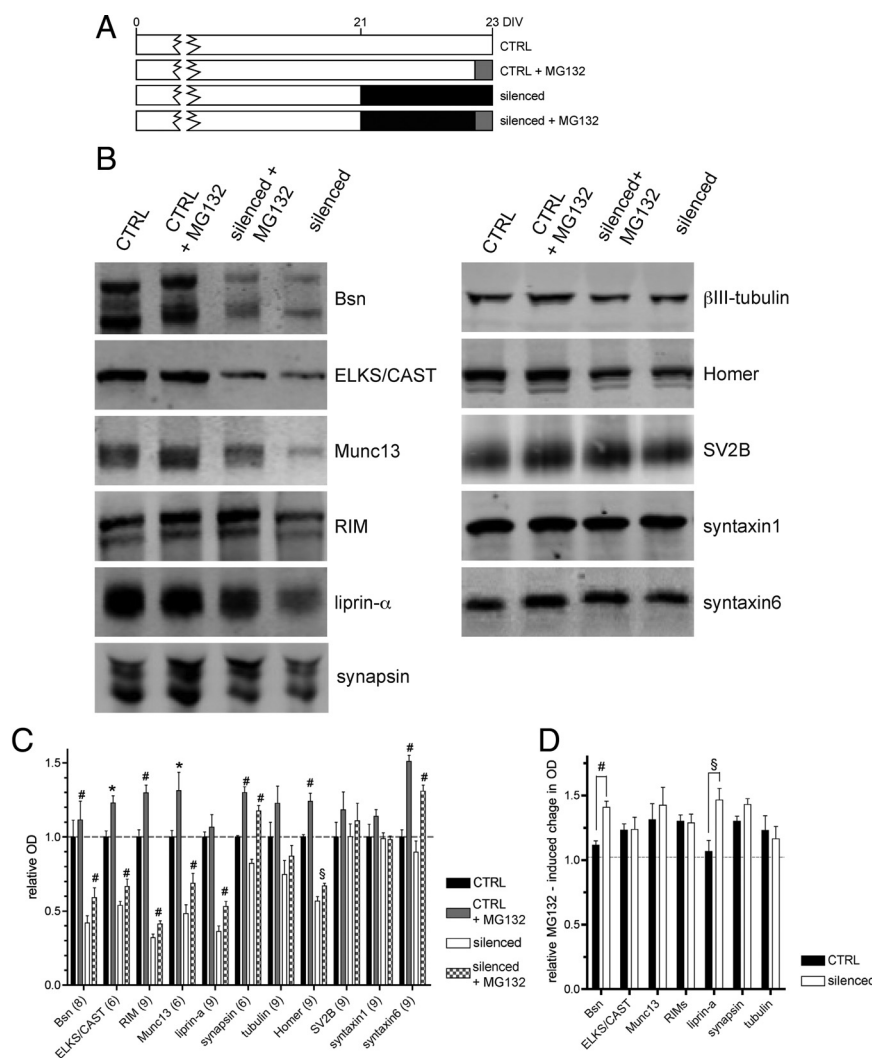 A
0 21 23 DIV
CTRL
CTRL + MG132
silenced
silenced + MG132
B
CTRL
CTRL + MG132
silenced + MG132
silenced
Bsn
ELKS/CAST
Munc13
RIM
liprin-α
synapsin
CTRL
CTRL + MG132
silenced+ MG132
silenced
βIII-tubulin
Homer
SV2B
syntaxin1
syntaxin6
C
relative OD
1.5
1.0
0.5
0.0
# * # * # # # # # # # # # § # #
Bsn (8)
ELKS/CAST (6)
RIM (9)
Munc13 (6)
liprin-a (9)
synapsin (6)
tubulin (9)
Homer (9)
SV2B (9)
syntaxin1 (9)
syntaxin6 (9)
CTRL
CTRL + MG132
silenced
silenced + MG132
D
relative MG132 - induced chage in OD
1.5
1.0
0.5
0.0
# §
Bsn
ELKS/CAST
Munc13
RIMs
liprin-a
synapsin
tubulin
CTRL
silenced